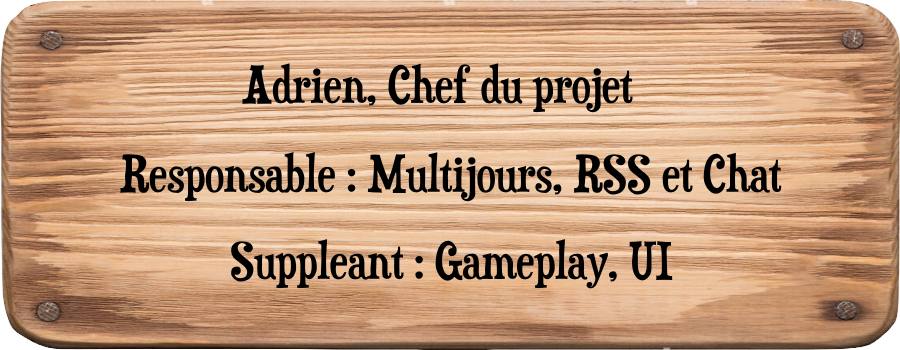 Adrien, Chef du projet
Responsable : Multijours, RSS et Chat
Suppleant : Gameplay, UI